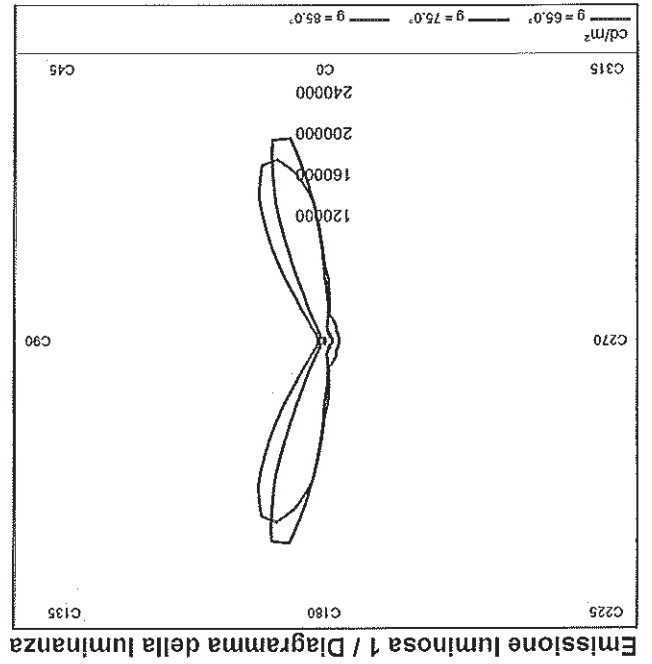 Emissione luminosa 1 / Diagramma della luminanza
C225 C180 C135
C270 C90
120000
160000
200000
240000
C315 C0 C45
cd/m²
g = 65.0° g = 75.0° g = 85.0°